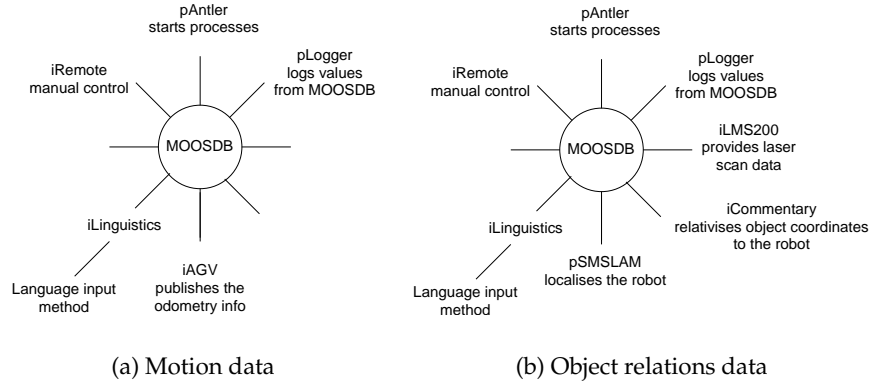 pAntler
starts processes
iRemote
manual control
pLogger
logs values
from MOOSDB
MOOSDB
iLinguistics
Language input
method
iAGV
publishes the
odometry info
(a) Motion data
pAntler
starts processes
iRemote
manual control
pLogger
logs values
from MOOSDB
MOOSDB
iLMS200
provides laser
scan data
iCommentary
relativises object coordinates
to the robot
iLinguistics
pSMSLAM
localises the robot
Language input
method
(b) Object relations data